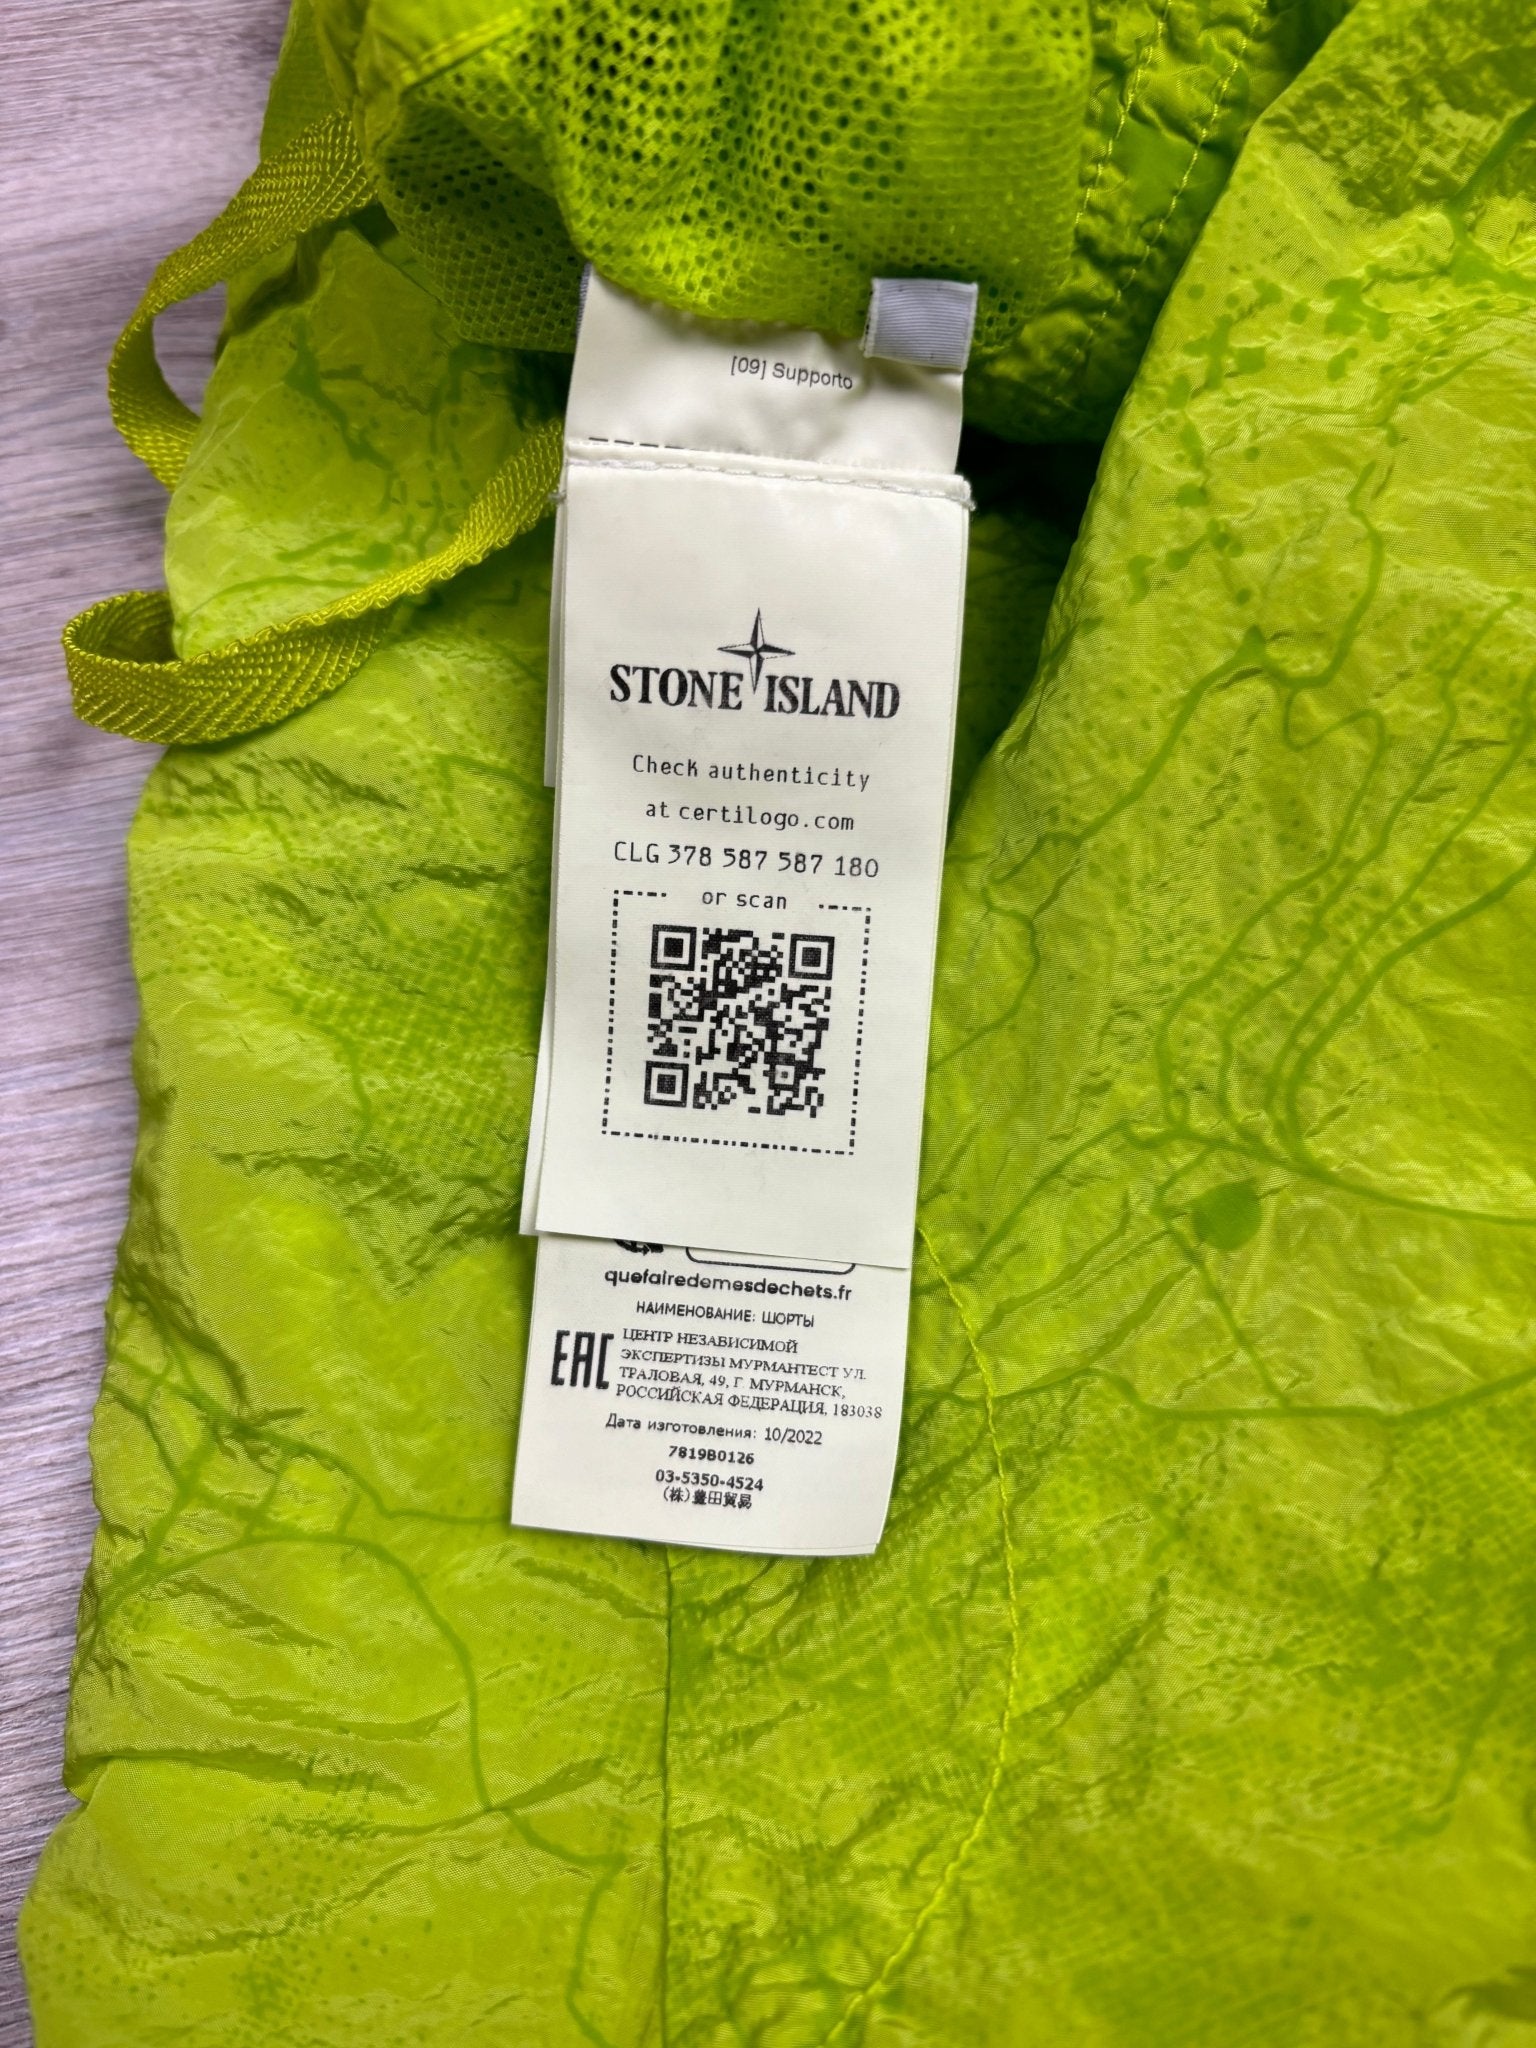 [09] Supporto
STONE ISLAND
Check authenticity
at certilogo.com
CLG 378 587 587 180
or scan
quefairedemesdechets.fr
НАИМЕНОВАНИЕ: ШОРТЫ
EAC
ЦЕНТР НЕЗАВИСИМОЙ
ЭКСПЕРТИЗЫ МУРМАНТЕСТ УЛ.
ТРАЛОВАЯ, 49, Г. МУРМАНСК,
РОССИЙСКАЯ ФЕДЕРАЦИЯ, 183038
Дата изготовления: 10/2022
7819B0126
03-5350-4524
(株)豊田貿易